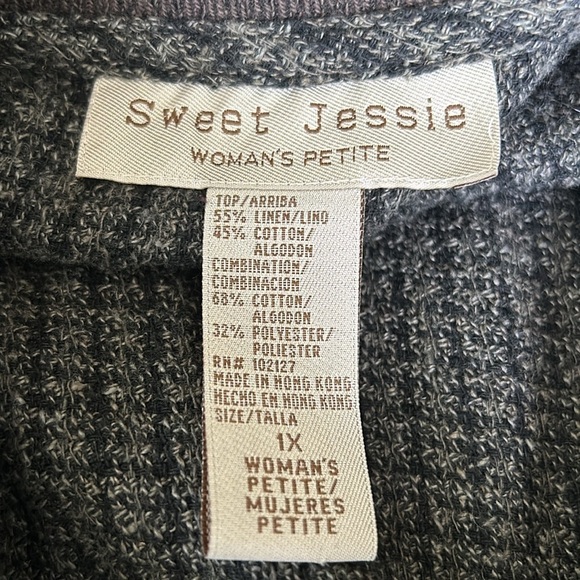 Sweet Jessie
WOMAN'S PETITE
TOP/ARRIBA
55% LINEN/LINO
45% COTTON/
ALGODON
COMBINATION/
COMBINACION
68% COTTON/
ALGODON
32% POLYESTER/
POLIESTER
RN# 102127
MADE IN HONG KONG
HECHO EN HONG KONG
SIZE/TALLA
1X
WOMAN'S
PETITE/
MUJERES
PETITE